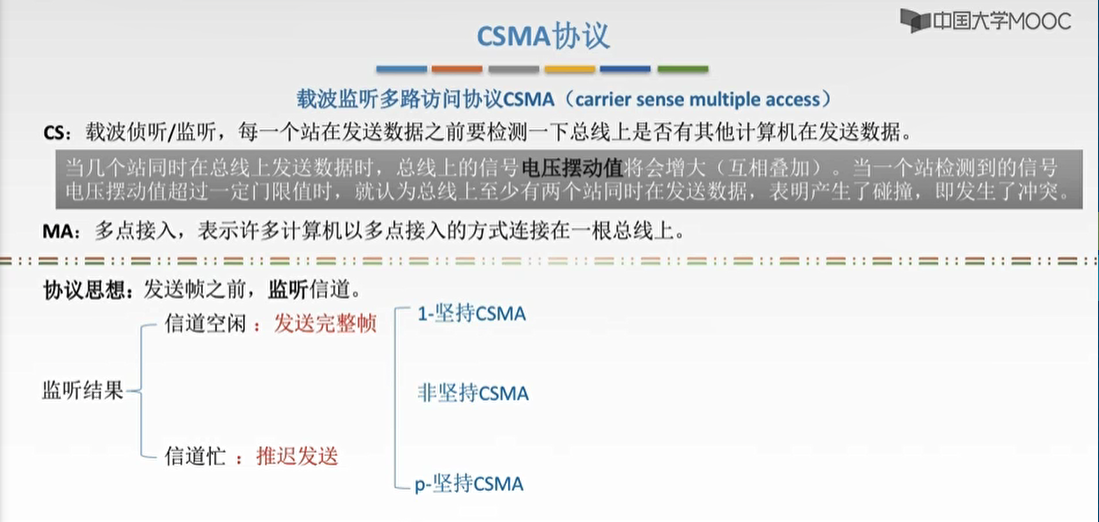 中国大学MOOC
CSMA协议
载波监听多路访问协议CSMA（carrier sense multiple access）
CS：载波侦听/监听，每一个站在发送数据之前要检测一下总线上是否有其他计算机在发送数据。
当几个站同时在总线上发送数据时，总线上的信号电压摆动值将会增大（互相叠加）。当一个站检测到的信号
电压摆动值超过一定门限值时，就认为总线上至少有两个站同时在发送数据，表明产生了碰撞，即发生了冲突。
MA：多点接入，表示许多计算机以多点接入的方式连接在一根总线上。
协议思想：发送帧之前，监听信道。
监听结果
信道空闲：发送完整帧
信道忙：推迟发送
1-坚持CSMA
非坚持CSMA
p-坚持CSMA